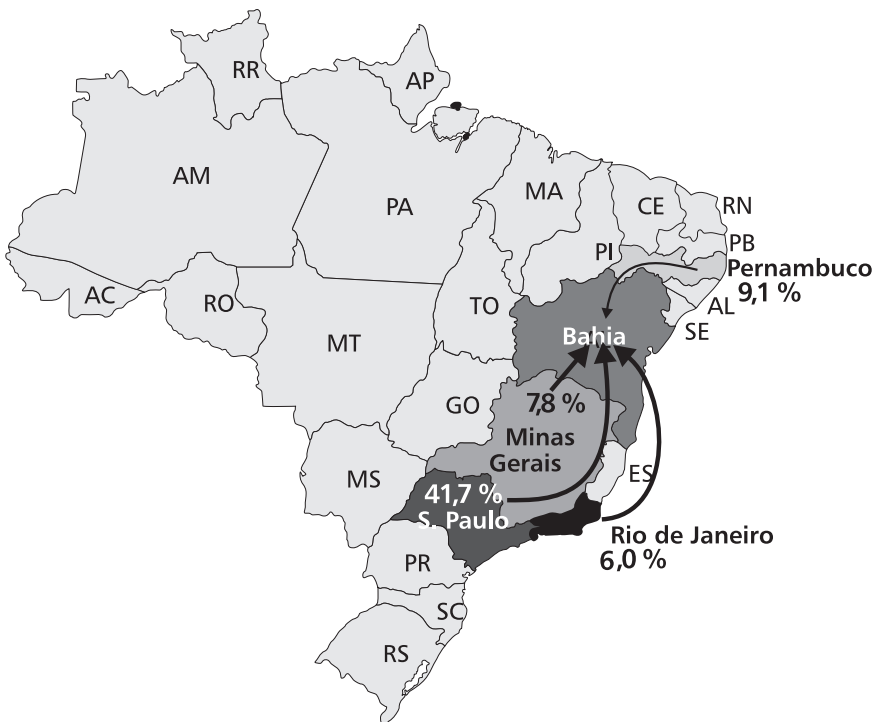 RR
AP
AM
PA
MA
CE
RN
PI
PB
Pernambuco
9,1 %
AC
RO
TO
AL
SE
MT
Bahia
GO
7,8 %
Minas
Gerais
MS
41,7 %
S. Paulo
ES
Rio de Janeiro
6,0 %
PR
SC
RS